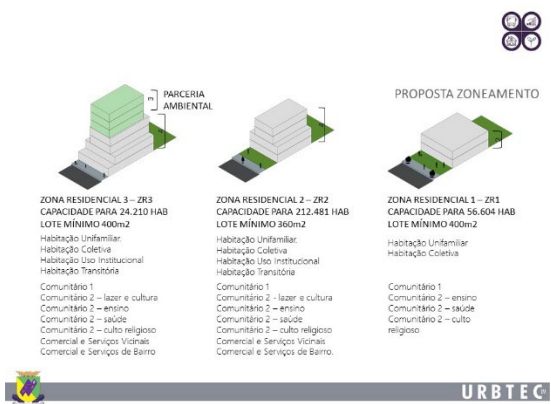 PROPOSTA ZONEAMENTO
PARCERIA
AMBIENTAL
3
ZONA RESIDENCIAL 3 – ZR3
CAPACIDADE PARA 24.210 HAB
LOTE MÍNIMO 400m2
Habitação Unifamiliar.
Habitação Coletiva
Habitação Uso Institucional
Habitação Transitória
Comunitário 1
Comunitário 2 – lazer e cultura
Comunitário 2 – ensino
Comunitário 2 – saúde
Comunitário 2 – culto religioso
Comercial e Serviços Vicinais
Comercial e Serviços de Bairro
ZONA RESIDENCIAL 2 – ZR2
CAPACIDADE PARA 212.481 HAB
LOTE MÍNIMO 360m2
Habitação Unifamiliar.
Habitação Coletiva
Habitação Uso Institucional
Habitação Transitória
Comunitário 1
Comunitário 2 - lazer e cultura
Comunitário 2 – ensino
Comunitário 2 – saúde
Comunitário 2 – culto religioso
Comercial e Serviços Vicinais
Comercial e Serviços de Bairro.
ZONA RESIDENCIAL 1 – ZR1
CAPACIDADE PARA 56.604 HAB
LOTE MÍNIMO 400m2
Habitação Unifamiliar
Habitação Coletiva
Comunitário 1
Comunitário 2 – ensino
Comunitário 2 – saúde
Comunitário 2 – culto
religioso
URBTEC